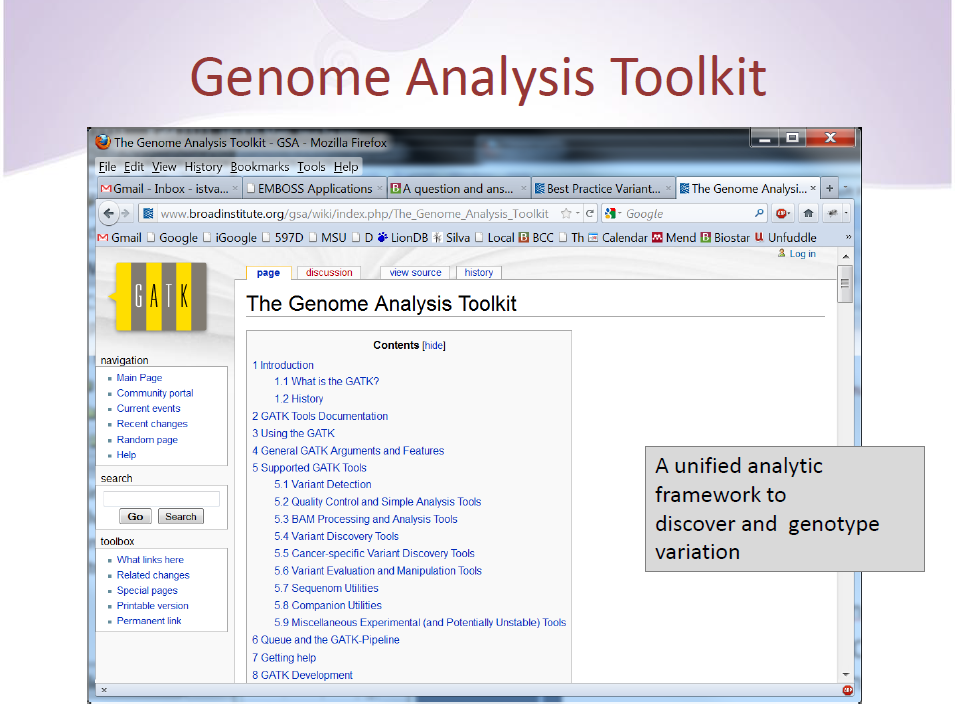 Genome Analysis Toolkit
The Genome Analysis Toolkit - GSA - Mozilla Firefox
File Edit View History Bookmarks Tools Help
Gmail - Inbox - istva... EMBOSS Applications A question and ans... Best Practice Variant... The Genome Analysi...
www.broadinstitute.org/gsa/wiki/index.php/The_Genome_Analysis_Toolkit Google
Gmail Google iGoogle 597D MSU D LionDB Silva Local BCC Th Calendar Mend Biostar Unfuddle »
Log in
page discussion view source history
GATK
The Genome Analysis Toolkit
Contents [hide]
1 Introduction
1.1 What is the GATK?
1.2 History
2 GATK Tools Documentation
3 Using the GATK
4 General GATK Arguments and Features
5 Supported GATK Tools
5.1 Variant Detection
5.2 Quality Control and Simple Analysis Tools
5.3 BAM Processing and Analysis Tools
5.4 Variant Discovery Tools
5.5 Cancer-specific Variant Discovery Tools
5.6 Variant Evaluation and Manipulation Tools
5.7 Sequenom Utilities
5.8 Companion Utilities
5.9 Miscellaneous Experimental (and Potentially Unstable) Tools
6 Queue and the GATK-Pipeline
7 Getting help
8 GATK Development
navigation
Main Page
Community portal
Current events
Recent changes
Random page
Help
search
Go Search
toolbox
What links here
Related changes
Special pages
Printable version
Permanent link
A unified analytic
framework to
discover and genotype
variation